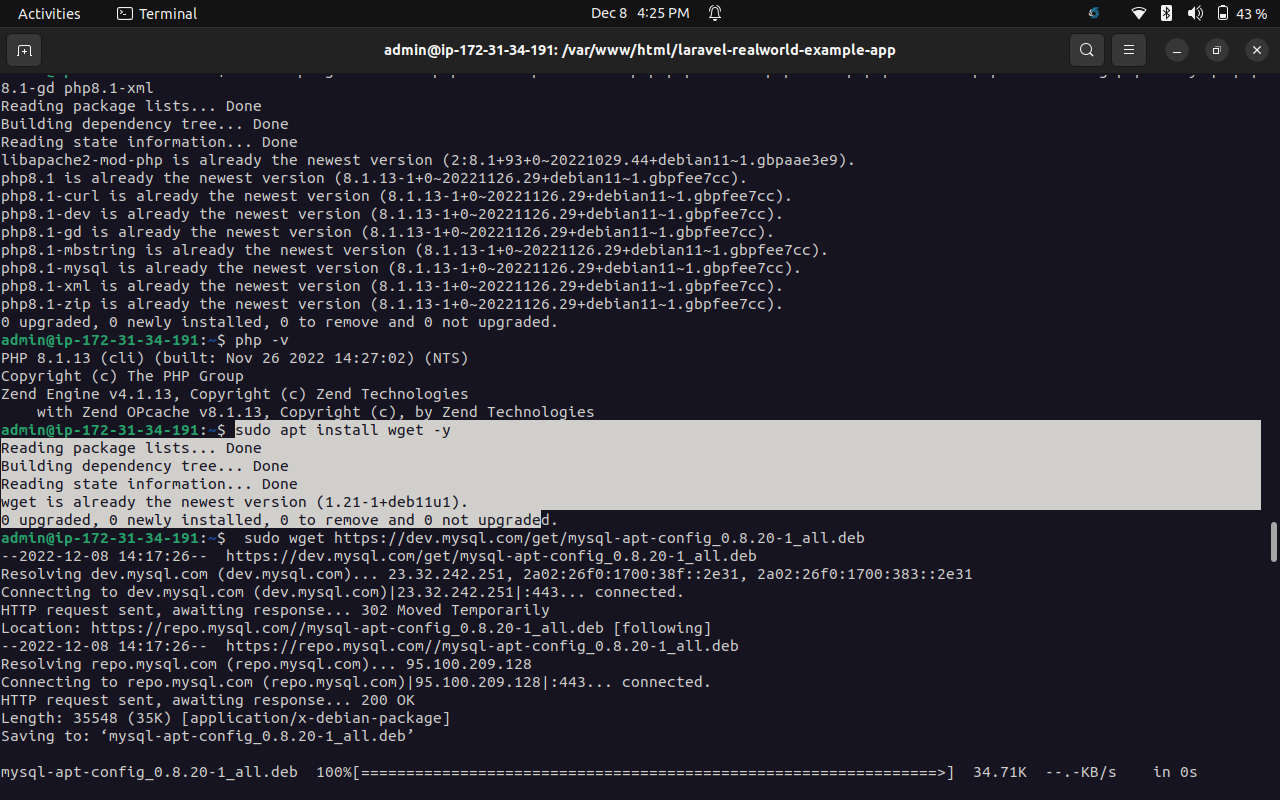 Activities Terminal Dec 8 4:25 PM 43 %
admin@ip-172-31-34-191: /var/www/html/laravel-realworld-example-app
8.1-gd php8.1-xml
Reading package lists... Done
Building dependency tree... Done
Reading state information... Done
libapache2-mod-php is already the newest version (2:8.1+93+0~20221029.44+debian11~1.gbpaae3e9).
php8.1 is already the newest version (8.1.13-1+0~20221126.29+debian11~1.gbpfee7cc).
php8.1-curl is already the newest version (8.1.13-1+0~20221126.29+debian11~1.gbpfee7cc).
php8.1-dev is already the newest version (8.1.13-1+0~20221126.29+debian11~1.gbpfee7cc).
php8.1-gd is already the newest version (8.1.13-1+0~20221126.29+debian11~1.gbpfee7cc).
php8.1-mbstring is already the newest version (8.1.13-1+0~20221126.29+debian11~1.gbpfee7cc).
php8.1-mysql is already the newest version (8.1.13-1+0~20221126.29+debian11~1.gbpfee7cc).
php8.1-xml is already the newest version (8.1.13-1+0~20221126.29+debian11~1.gbpfee7cc).
php8.1-zip is already the newest version (8.1.13-1+0~20221126.29+debian11~1.gbpfee7cc).
0 upgraded, 0 newly installed, 0 to remove and 0 not upgraded.
admin@ip-172-31-34-191:~$ php -v
PHP 8.1.13 (cli) (built: Nov 26 2022 14:27:02) (NTS)
Copyright (c) The PHP Group
Zend Engine v4.1.13, Copyright (c) Zend Technologies
    with Zend OPcache v8.1.13, Copyright (c), by Zend Technologies
admin@ip-172-31-34-191:~$ sudo apt install wget -y
Reading package lists... Done
Building dependency tree... Done
Reading state information... Done
wget is already the newest version (1.21-1+deb11u1).
0 upgraded, 0 newly installed, 0 to remove and 0 not upgraded.
admin@ip-172-31-34-191:~$  sudo wget https://dev.mysql.com/get/mysql-apt-config_0.8.20-1_all.deb
--2022-12-08 14:17:26--  https://dev.mysql.com/get/mysql-apt-config_0.8.20-1_all.deb
Resolving dev.mysql.com (dev.mysql.com)... 23.32.242.251, 2a02:26f0:1700:38f::2e31, 2a02:26f0:1700:383::2e31
Connecting to dev.mysql.com (dev.mysql.com)|23.32.242.251|:443... connected.
HTTP request sent, awaiting response... 302 Moved Temporarily
Location: https://repo.mysql.com//mysql-apt-config_0.8.20-1_all.deb [following]
--2022-12-08 14:17:26--  https://repo.mysql.com//mysql-apt-config_0.8.20-1_all.deb
Resolving repo.mysql.com (repo.mysql.com)... 95.100.209.128
Connecting to repo.mysql.com (repo.mysql.com)|95.100.209.128|:443... connected.
HTTP request sent, awaiting response... 200 OK
Length: 35548 (35K) [application/x-debian-package]
Saving to: ‘mysql-apt-config_0.8.20-1_all.deb’
mysql-apt-config_0.8.20-1_all.deb  100%[================================================================>]  34.71K  --.-KB/s    in 0s